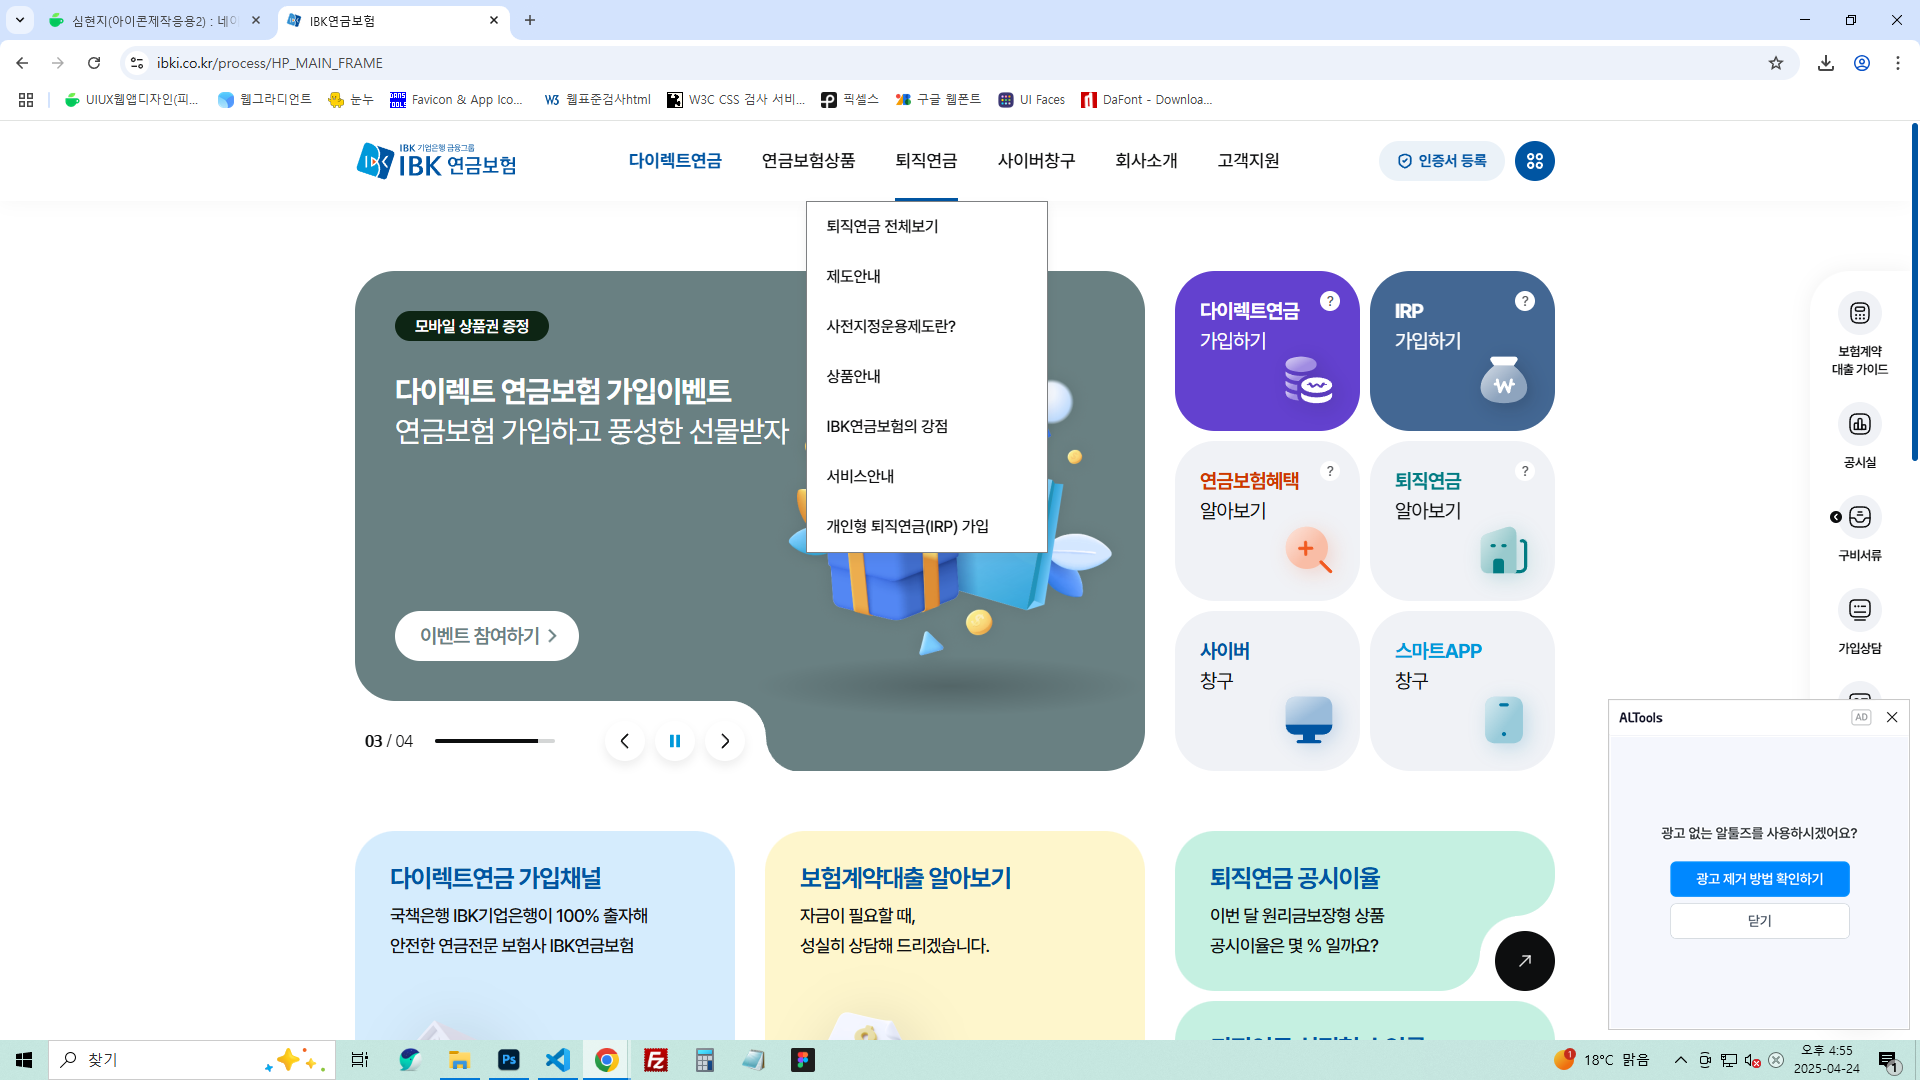 심현지(아이콘제작응용2) : 네이
IBK연금보험
ibki.co.kr/process/HP_MAIN_FRAME
UIUX웹앱디자인(피...
웹그라디언트
눈누
Favicon & App Ico...
웹표준검사html
W3C CSS 검사 서비...
픽셀스
구글 웹폰트
UI Faces
DaFont - Downloa...
IBK 기업은행 금융그룹
IBK 연금보험
다이렉트연금
연금보험상품
퇴직연금
사이버창구
회사소개
고객지원
인증서 등록
퇴직연금 전체보기
제도안내
사전지정운용제도란?
상품안내
IBK연금보험의 강점
서비스안내
개인형 퇴직연금(IRP) 가입
모바일 상품권 증정
다이렉트 연금보험 가입이벤트
연금보험 가입하고 풍성한 선물받자
이벤트 참여하기
03 / 04
다이렉트연금
가입하기
?
IRP
가입하기
?
연금보험혜택
알아보기
?
퇴직연금
알아보기
?
사이버
창구
스마트APP
창구
보험계약
대출 가이드
공시실
구비서류
가입상담
다이렉트연금 가입채널
국책은행 IBK기업은행이 100% 출자해
안전한 연금전문 보험사 IBK연금보험
보험계약대출 알아보기
자금이 필요할 때,
성실히 상담해 드리겠습니다.
퇴직연금 공시이율
이번 달 원리금보장형 상품
공시이율은 몇 % 일까요?
ALTools
AD
광고 없는 알툴즈를 사용하시겠어요?
광고 제거 방법 확인하기
닫기
찾기
Ps
1
18°C 맑음
오후 4:55
2025-04-24
1